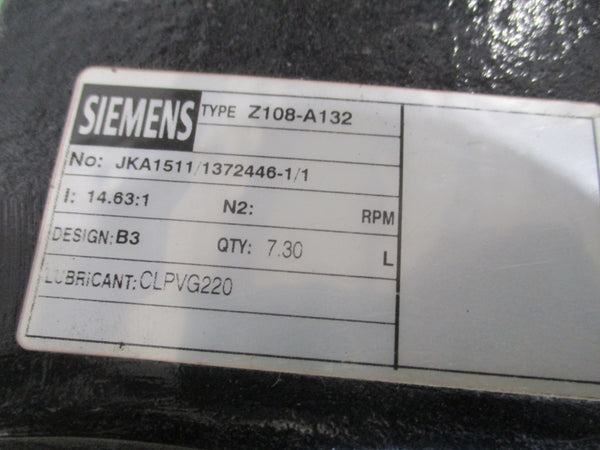 SIEMENS TYPE Z108-A132
No: JKA1511/1372446-1/1
I: 14.63:1 N2: RPM
DESIGN: B3 QTY: 7.30 L
LUBRICANT: CLPVG220